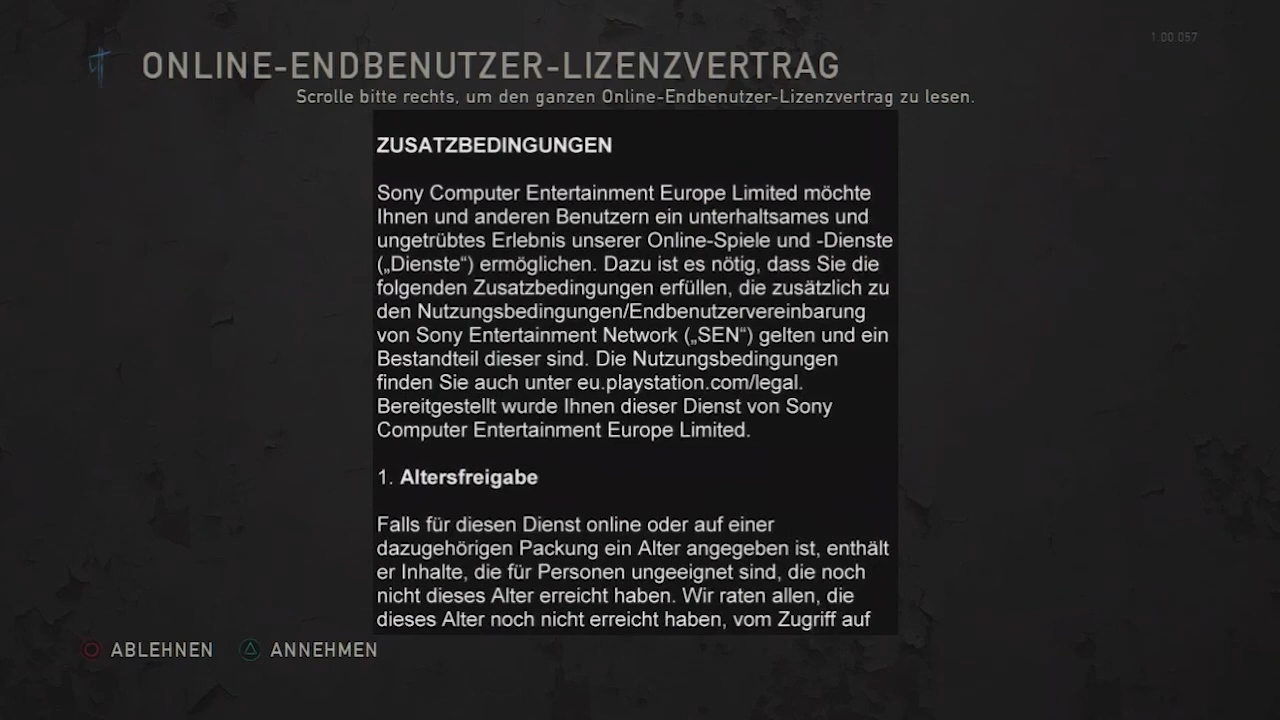 1.00.057
ONLINE-ENDBENUTZER-LIZENZVERTRAG
Scrolle bitte rechts, um den ganzen Online-Endbenutzer-Lizenzvertrag zu lesen.
ZUSATZBEDINGUNGEN
Sony Computer Entertainment Europe Limited möchte
Ihnen und anderen Benutzern ein unterhaltsames und
ungetrübtes Erlebnis unserer Online-Spiele und -Dienste
(„Dienste“) ermöglichen. Dazu ist es nötig, dass Sie die
folgenden Zusatzbedingungen erfüllen, die zusätzlich zu
den Nutzungsbedingungen/Endbenutzervereinbarung
von Sony Entertainment Network („SEN“) gelten und ein
Bestandteil dieser sind. Die Nutzungsbedingungen
finden Sie auch unter eu.playstation.com/legal.
Bereitgestellt wurde Ihnen dieser Dienst von Sony
Computer Entertainment Europe Limited.
1. Altersfreigabe
Falls für diesen Dienst online oder auf einer
dazugehörigen Packung ein Alter angegeben ist, enthält
er Inhalte, die für Personen ungeeignet sind, die noch
nicht dieses Alter erreicht haben. Wir raten allen, die
dieses Alter noch nicht erreicht haben, vom Zugriff auf
ABLEHNEN ANNEHMEN